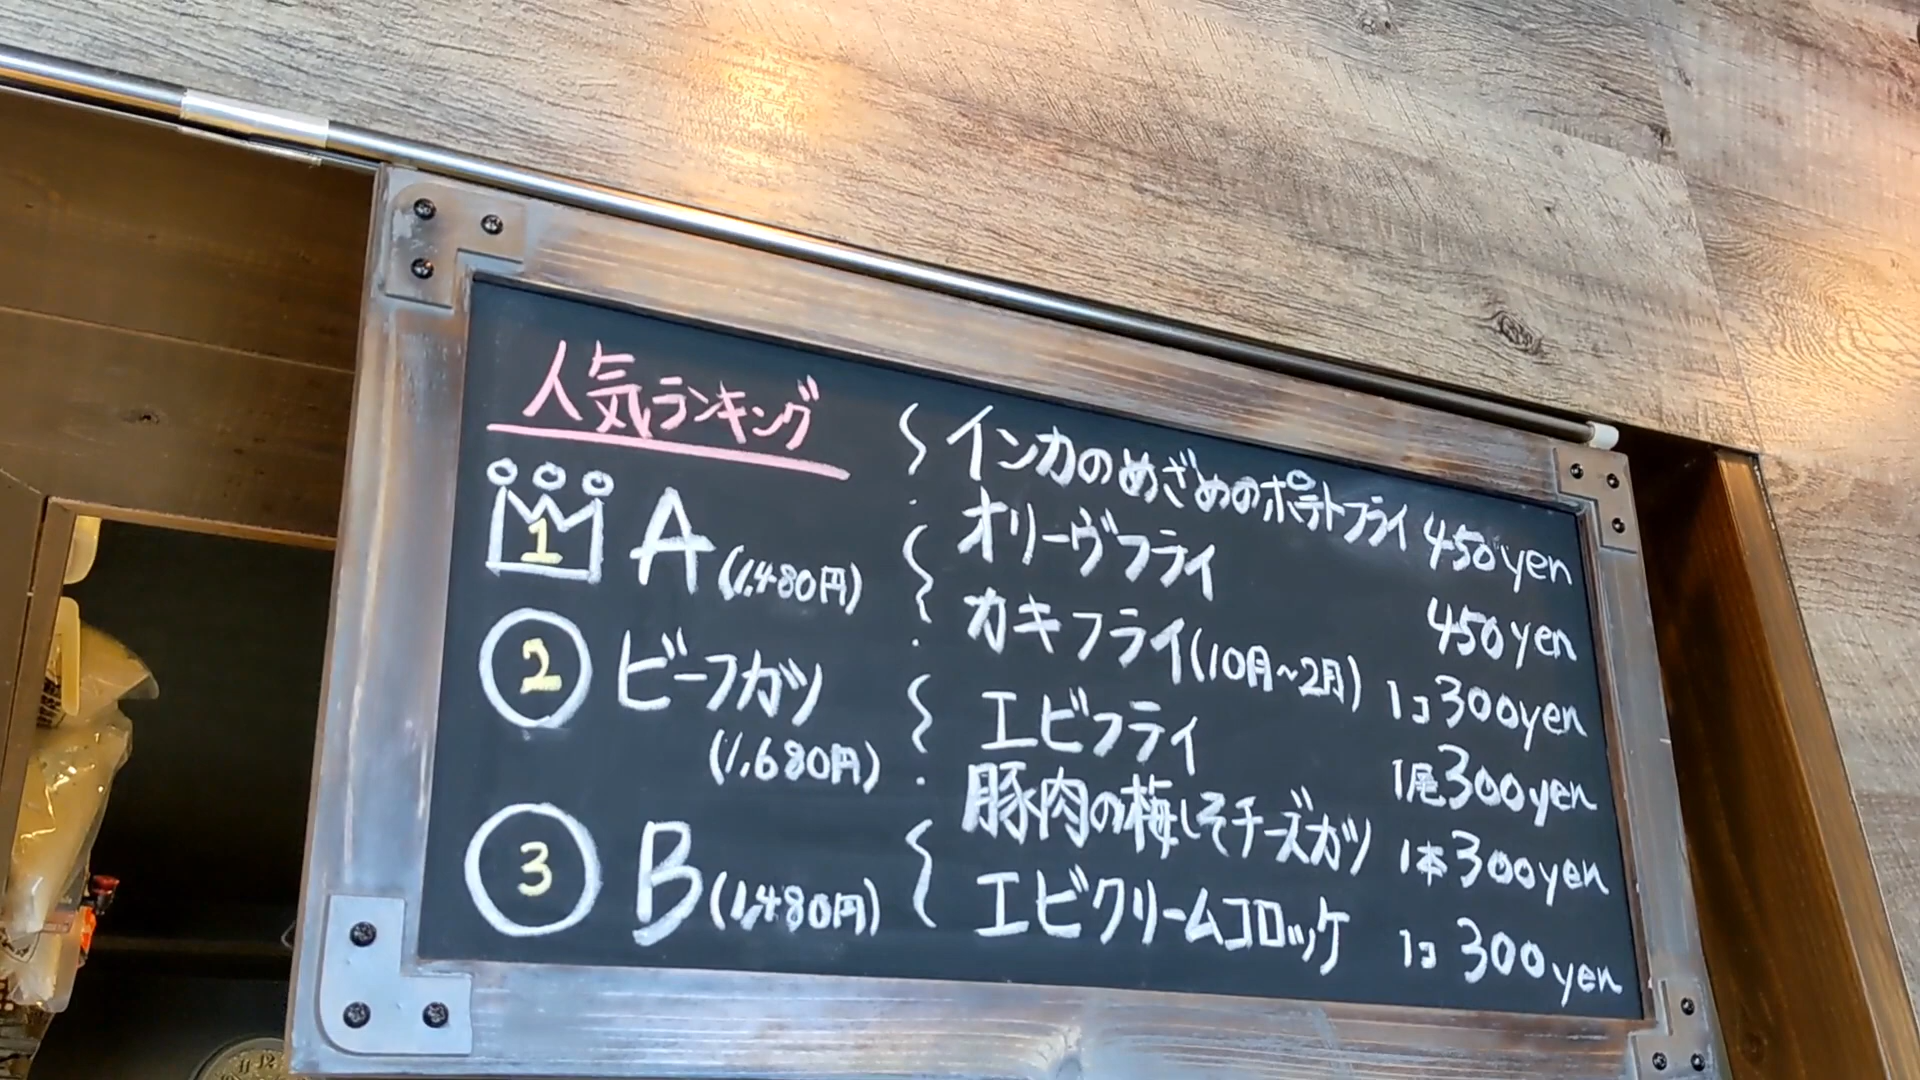 人気ランキング
1 A (1,480円)
2 ビーフカツ
(1,680円)
3 B (1,480円)
インカのめざめのポテトフライ 450yen
オリーヴフライ 450yen
カキフライ(10月~2月) 1コ300yen
エビフライ 1尾300yen
豚肉の梅しそチーズカツ 1本300yen
エビクリームコロッケ 1コ 300yen